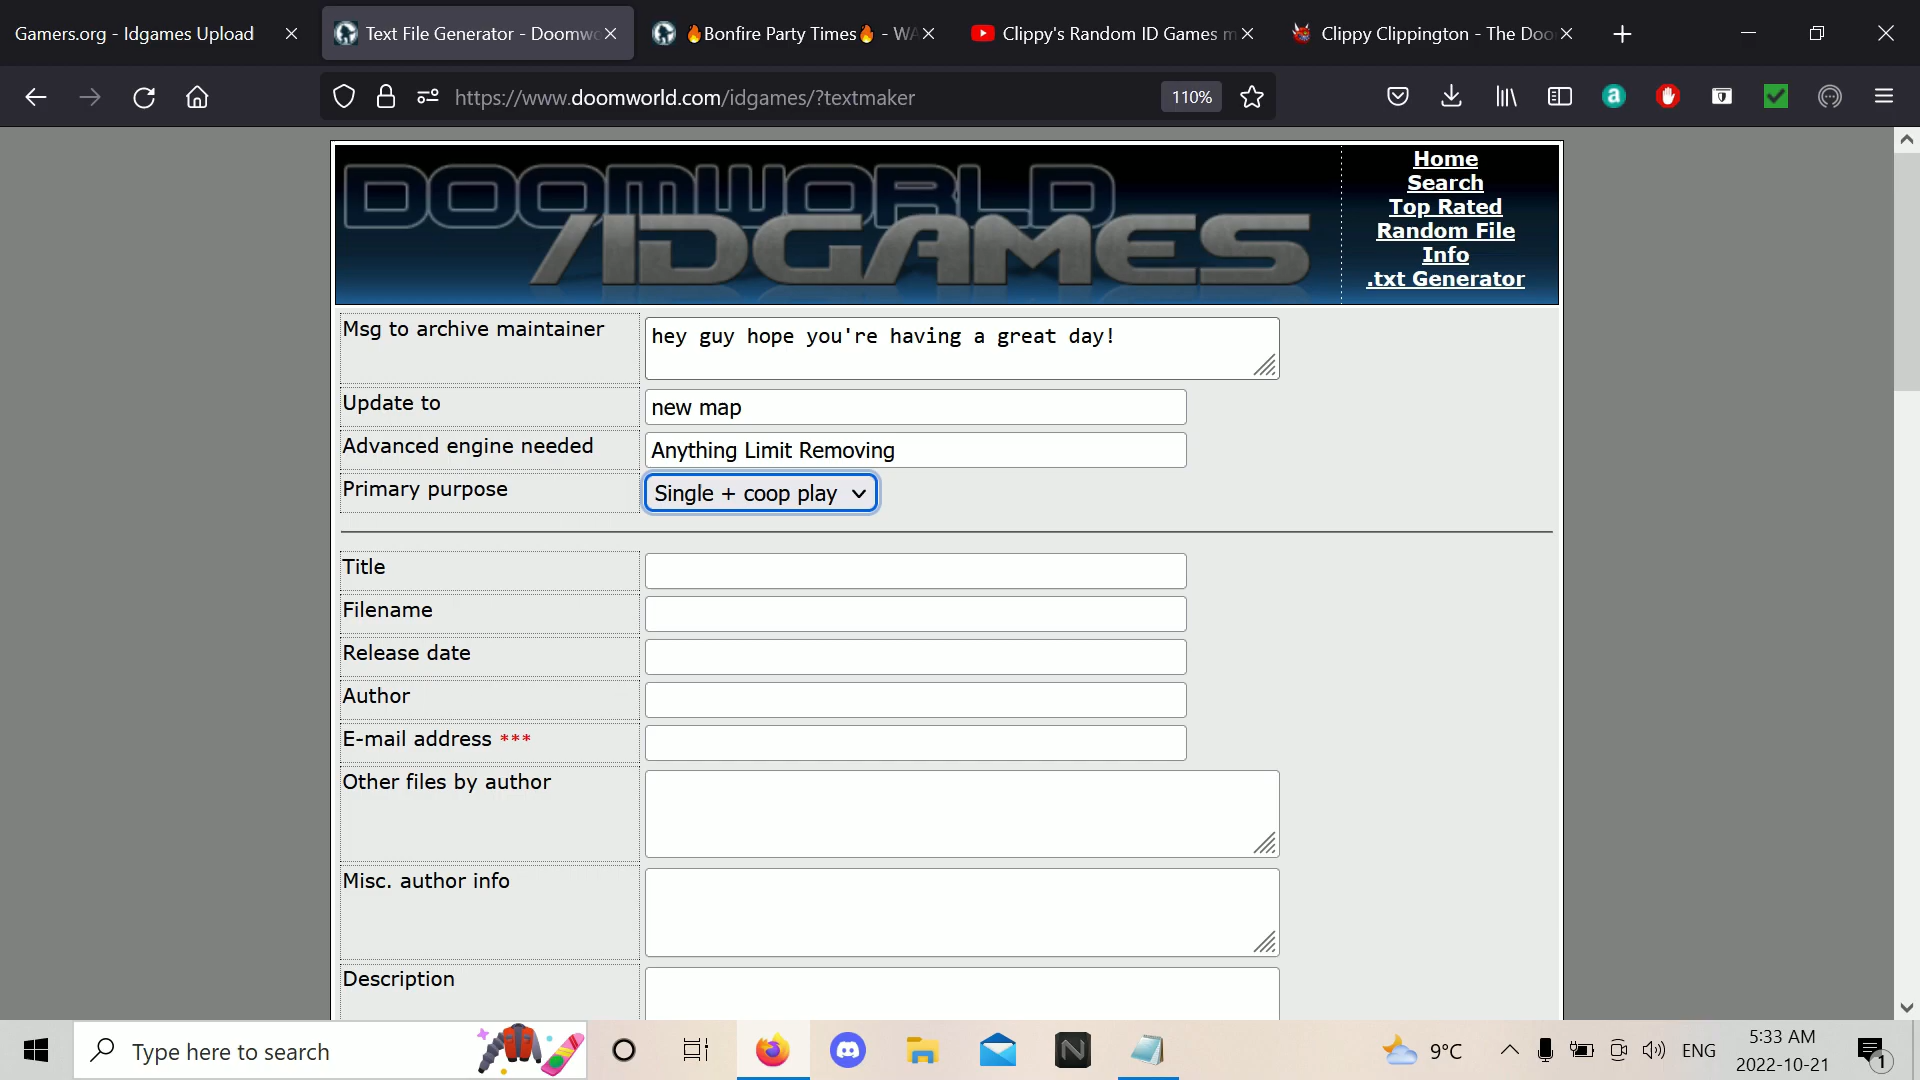 Gamers.org - Idgames Upload
Text File Generator - Doomwo
🔥Bonfire Party Times🔥 - WA
Clippy's Random ID Games m
Clippy Clippington - The Doo
https://www.doomworld.com/idgames/?textmaker
110%
DOOMWORLD
/IDGAMES
Home
Search
Top Rated
Random File
Info
.txt Generator
Msg to archive maintainer
hey guy hope you're having a great day!
Update to
new map
Advanced engine needed
Anything Limit Removing
Primary purpose
Single + coop play
Title
Filename
Release date
Author
E-mail address ***
Other files by author
Misc. author info
Description
Type here to search
9°C
ENG
5:33 AM
2022-10-21
1